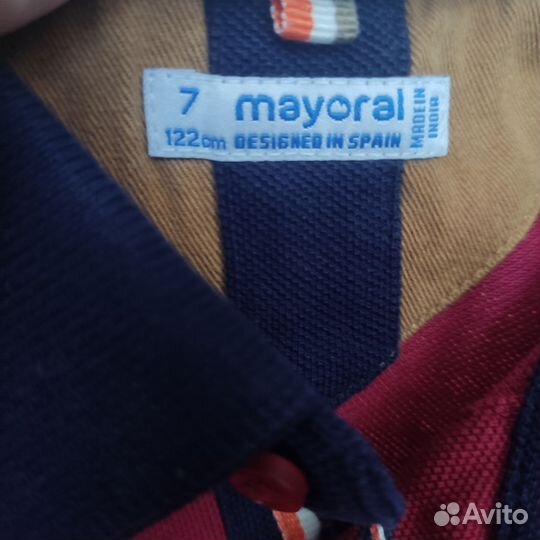 7 mayoral
122cm DESIGNED IN SPAIN
MADE IN
INDIA
Avito